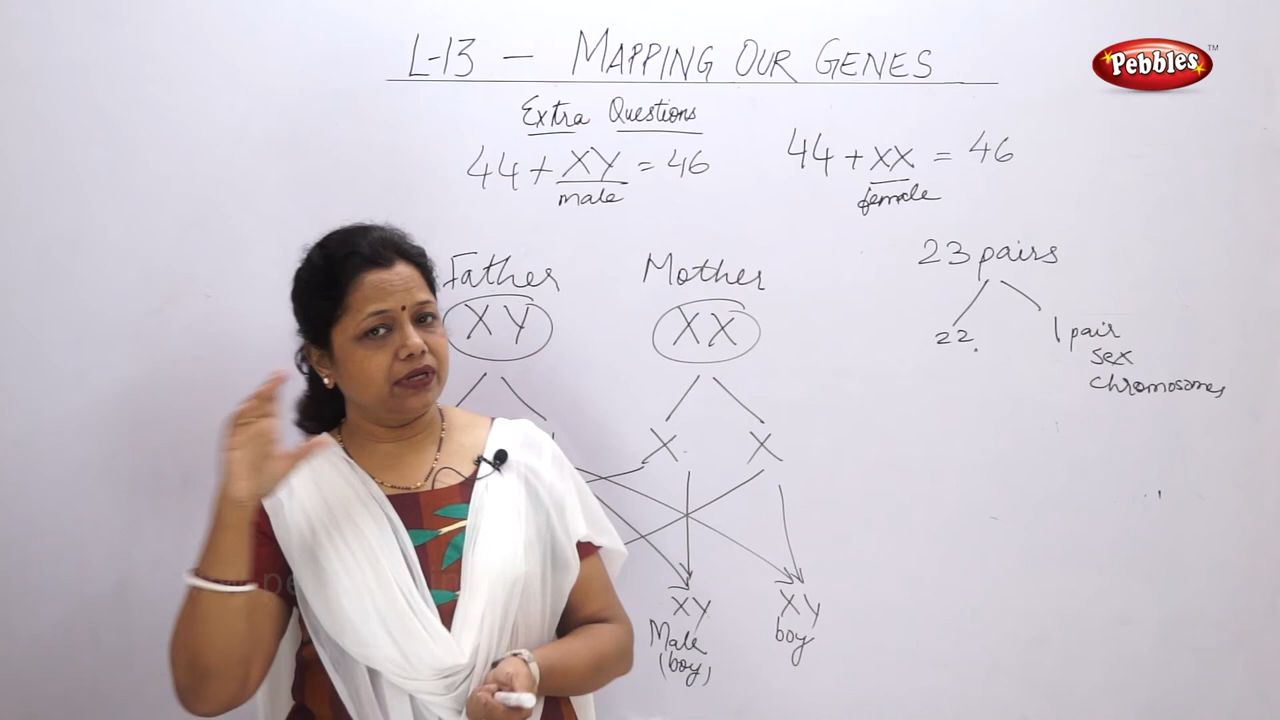 L-13 — MAPPING OUR GENES
Pebbles TM
Extra Questions
44 + XY = 46
male
44 + XX = 46
female
Father
XY
Mother
XX
23 pairs
22
1 pair
sex
chromosomes
X X
XY
Male
(boy)
XY
boy